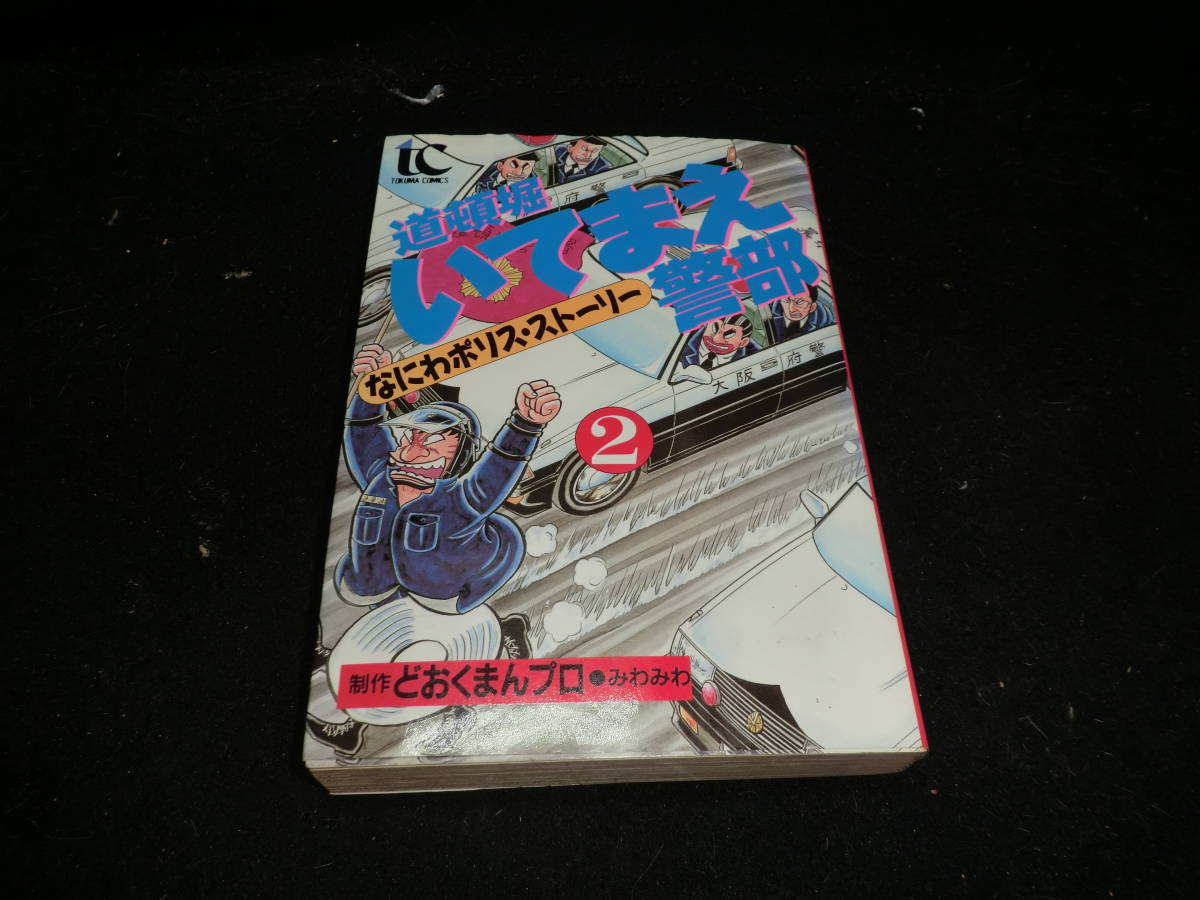 tc
TOKUMA COMICS
道頓堀
いてまえ
警部
なにわポリス・ストーリー
府警
大阪府警
2
制作 どおくまんプロ・みわみわ